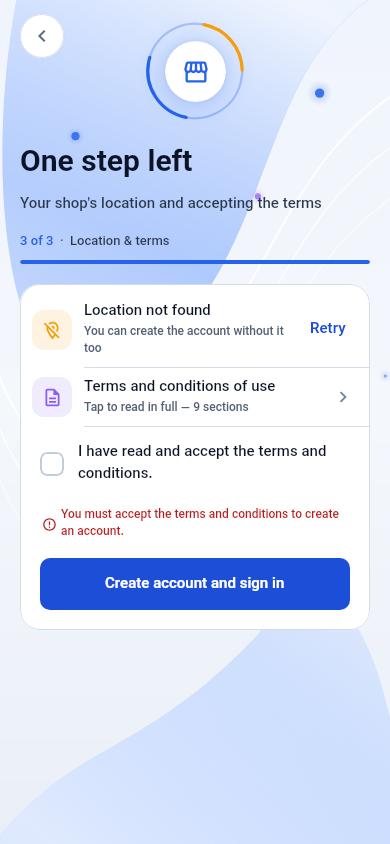 One step left
Your shop's location and accepting the terms
3 of 3 · Location & terms
Location not found
You can create the account without it
too
Retry
Terms and conditions of use
Tap to read in full — 9 sections
I have read and accept the terms and
conditions.
You must accept the terms and conditions to create
an account.
Create account and sign in